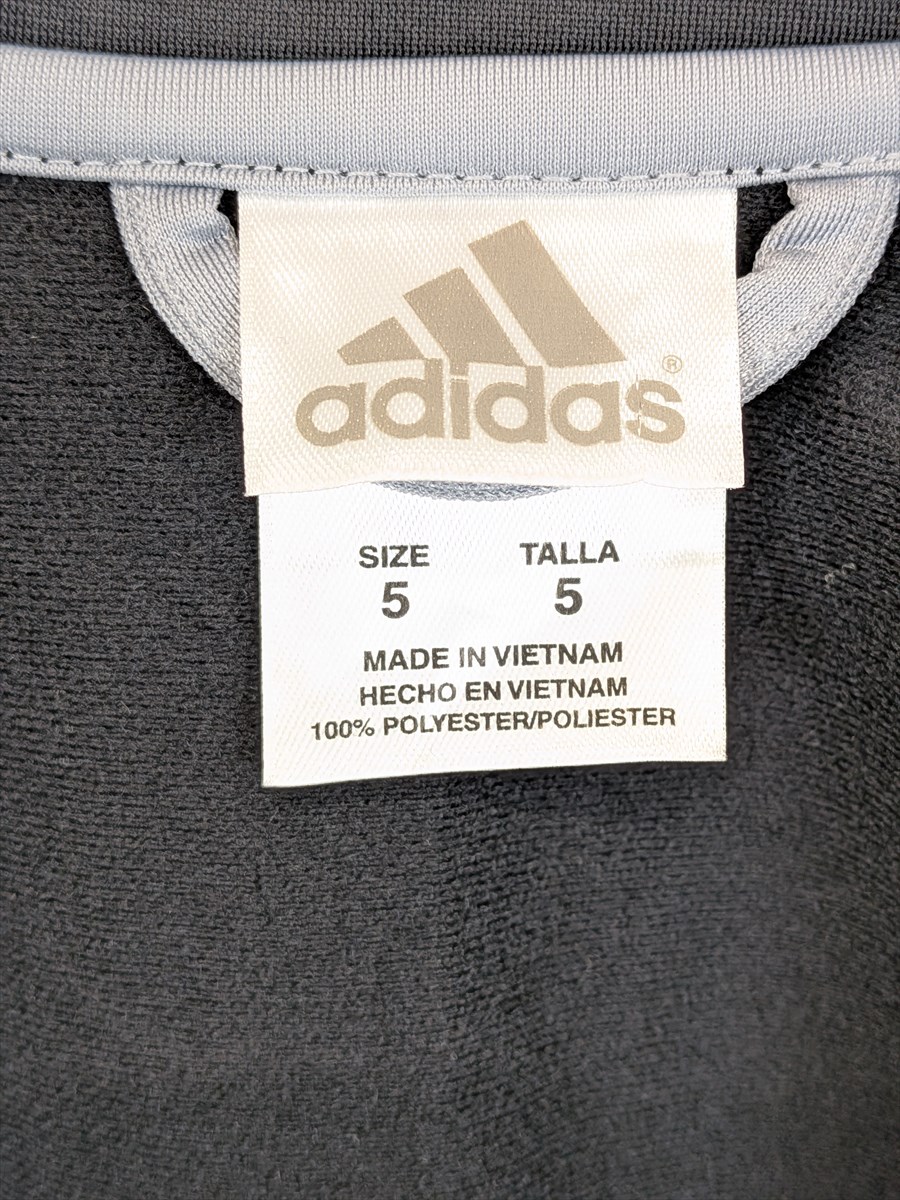 adidas®
SIZE TALLA
5 5
MADE IN VIETNAM
HECHO EN VIETNAM
100% POLYESTER/POLIESTER